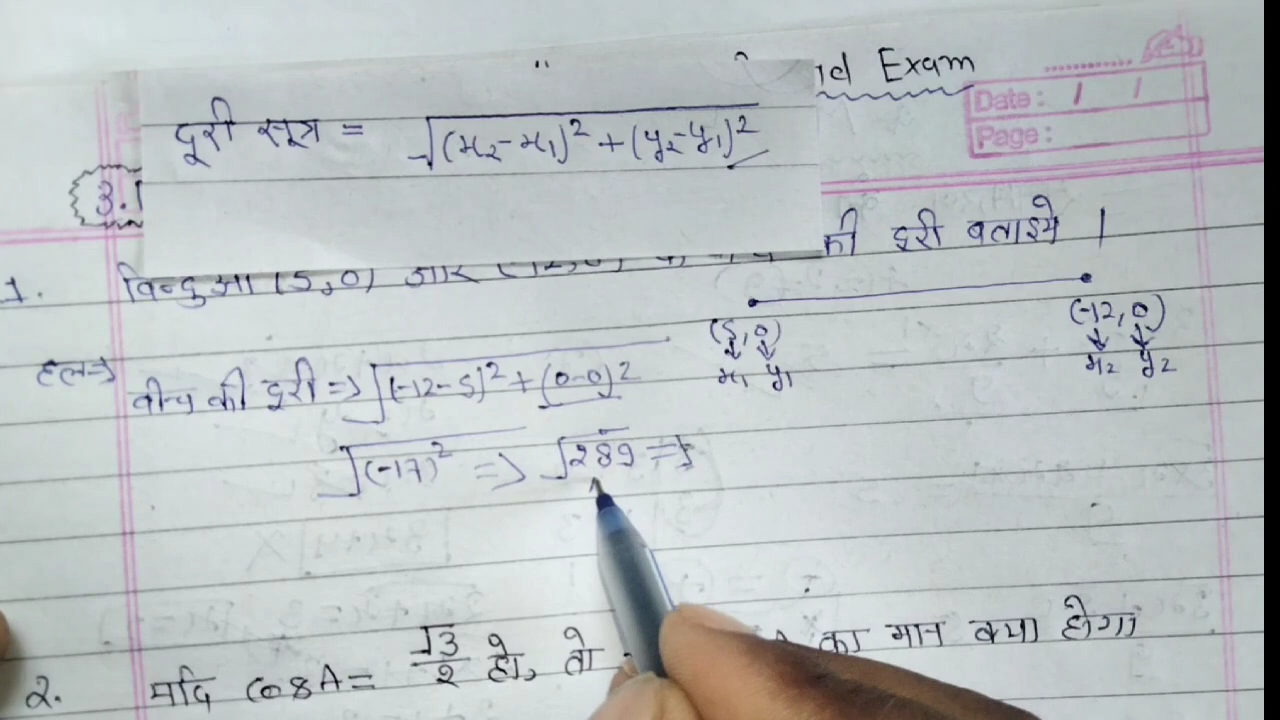 nd Exam
Date:
Page:
दूरी सूत्र = √(x₂-x₁)² + (y₂-y₁)²
3.
की दूरी बताइये ।
1. विन्दुओ (5,0) और
(5,0) (-12,0)
x₁ y₁ x₂ y₂
हल⇒ बीच की दूरी ⇒ √(-12-5)² + (0-0)²
√(-17)² ⇒ √289 ⇒
2. यदि cosA = √3/2 हो, तो का मान क्या होगा